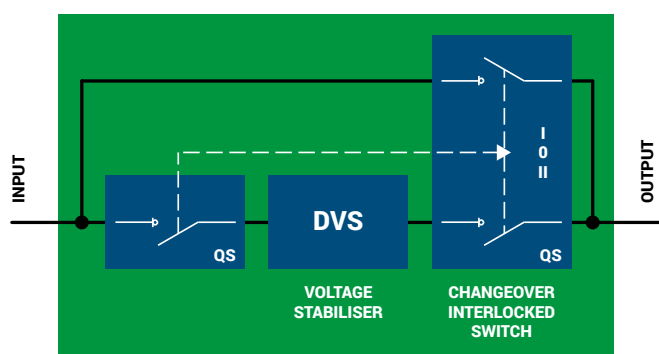 INPUT
QS
DVS
VOLTAGE
STABILISER
I
0
II
QS
CHANGEOVER
INTERLOCKED
SWITCH
OUTPUT